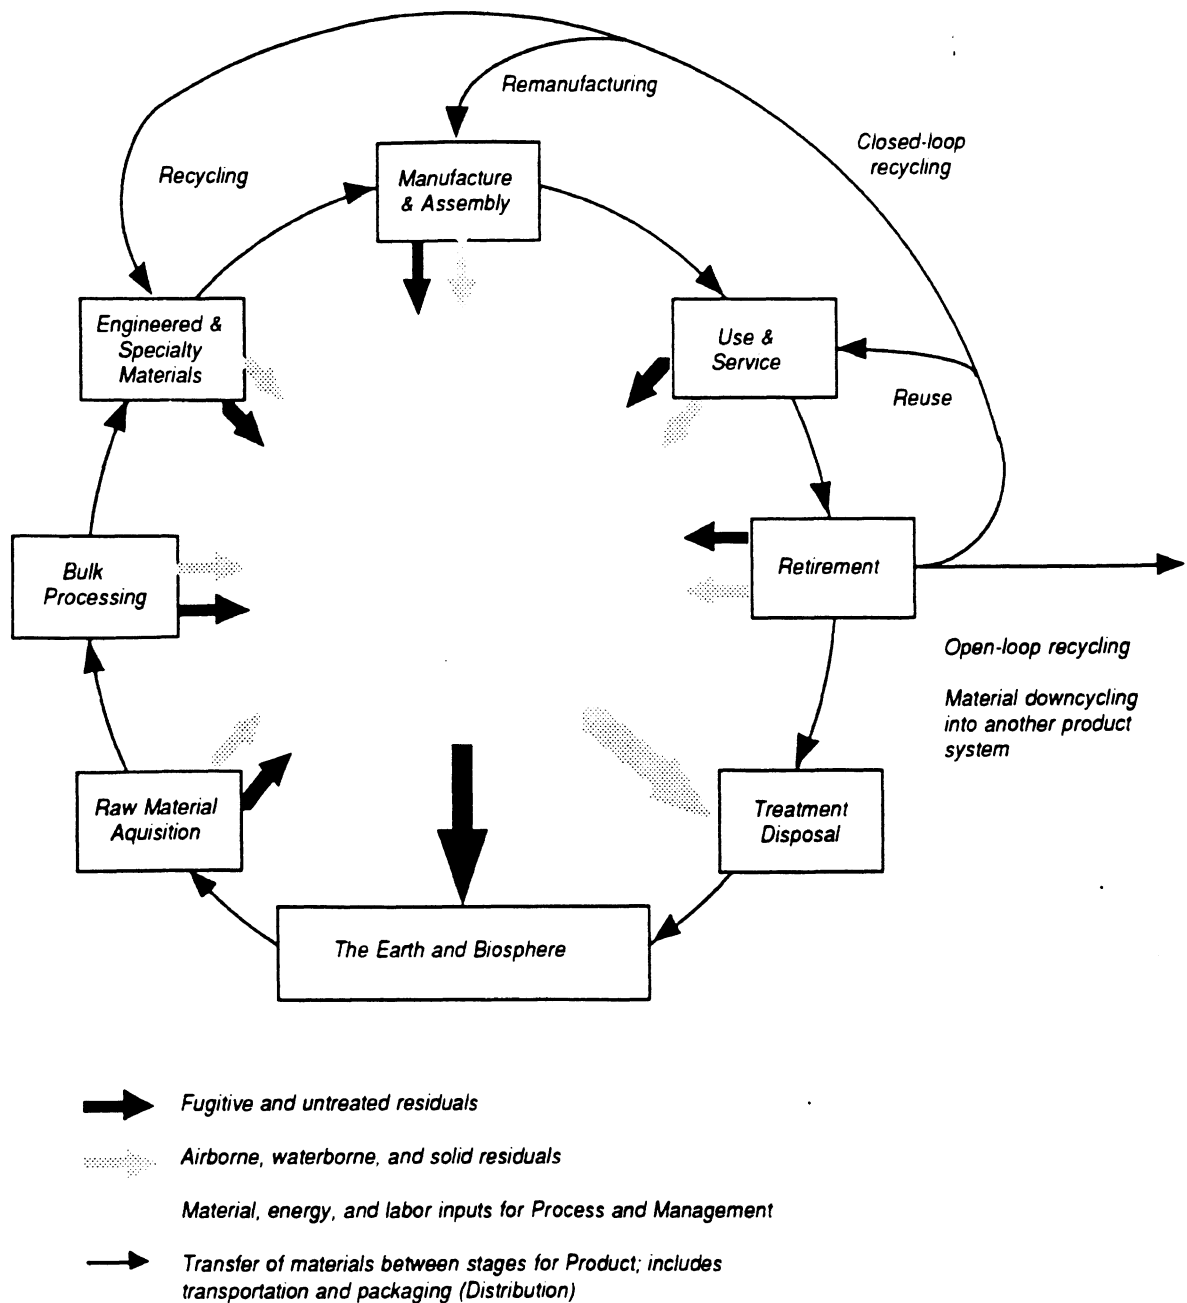 Remanufacturing
Closed-loop
recycling
Recycling
Manufacture
& Assembly
Engineered &
Specialty
Materials
Use &
Service
Reuse
Bulk
Processing
Retirement
Open-loop recycling
Material downcycling
into another product
system
Raw Material
Aquisition
Treatment
Disposal
The Earth and Biosphere
Fugitive and untreated residuals
Airborne, waterborne, and solid residuals
Material, energy, and labor inputs for Process and Management
Transfer of materials between stages for Product; includes
transportation and packaging (Distribution)